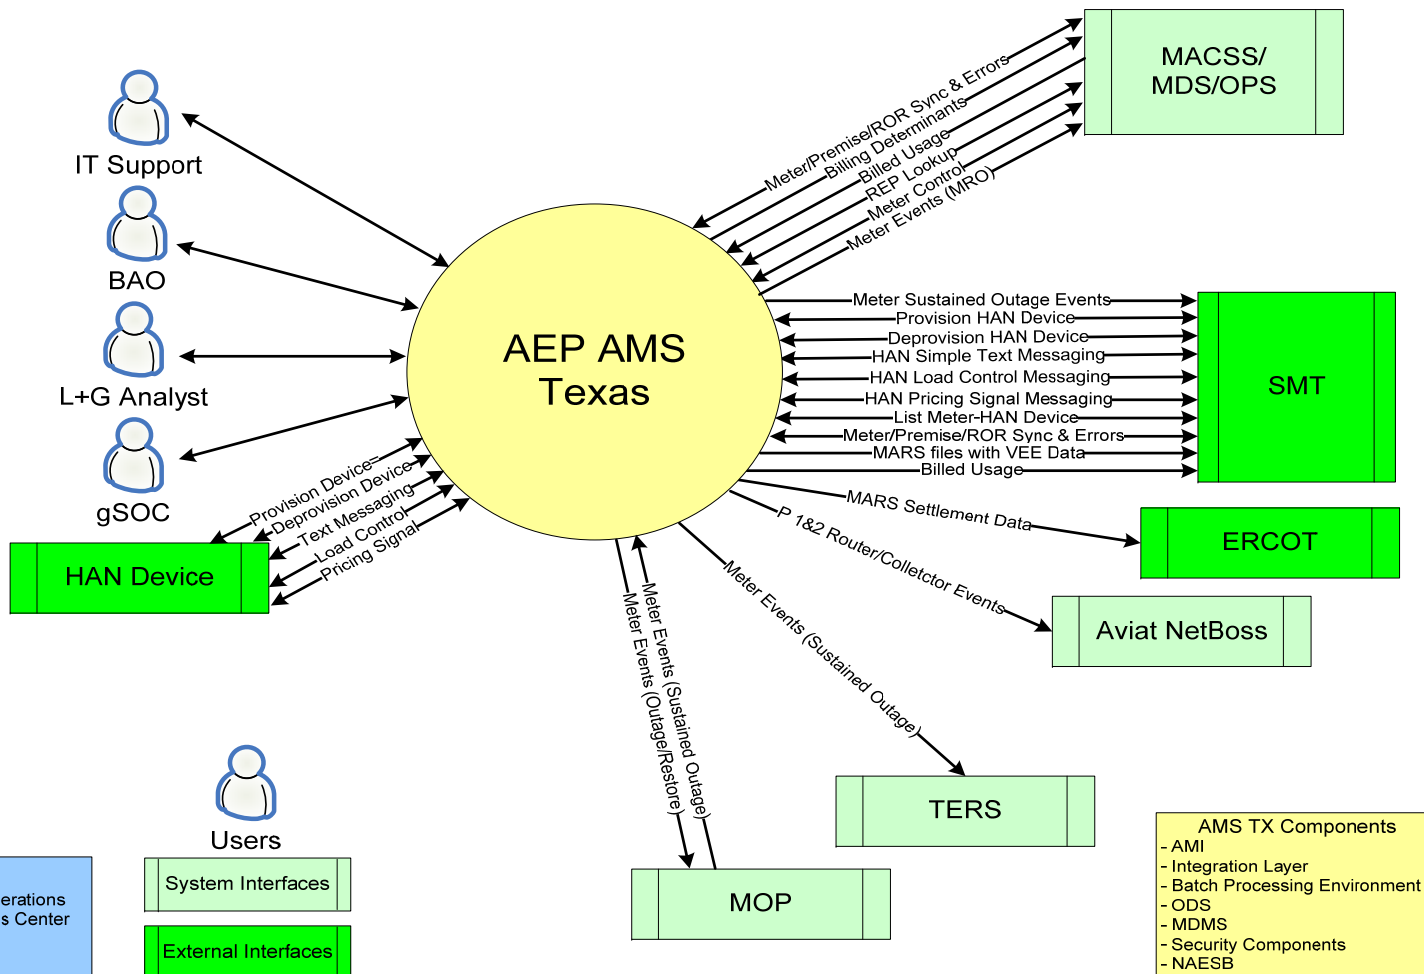 MACSS/
MDS/OPS
Meter/Premise/ROR Sync & Errors
Billing Determinants
Billed Usage
REP Lookup
Meter Control
Meter Events (MRO)
IT Support
BAO
L+G Analyst
gSOC
AEP AMS
Texas
Meter Sustained Outage Events
Provision HAN Device
Deprovision HAN Device
HAN Simple Text Messaging
HAN Load Control Messaging
HAN Pricing Signal Messaging
List Meter-HAN Device
Meter/Premise/ROR Sync & Errors
MARS files with VEE Data
Billed Usage
SMT
Provision Device=
Deprovision Device
Text Messaging
Load Control
Pricing Signal
HAN Device
MARS Settlement Data
ERCOT
P 1&2 Router/Colletctor Events
Aviat NetBoss
Meter Events (Sustained Outage)
TERS
Meter Events (Sustained Outage)
Meter Events (Outage/Restore)
MOP
Users
System Interfaces
External Interfaces
erations
s Center
AMS TX Components
- AMI
- Integration Layer
- Batch Processing Environment
- ODS
- MDMS
- Security Components
- NAESB